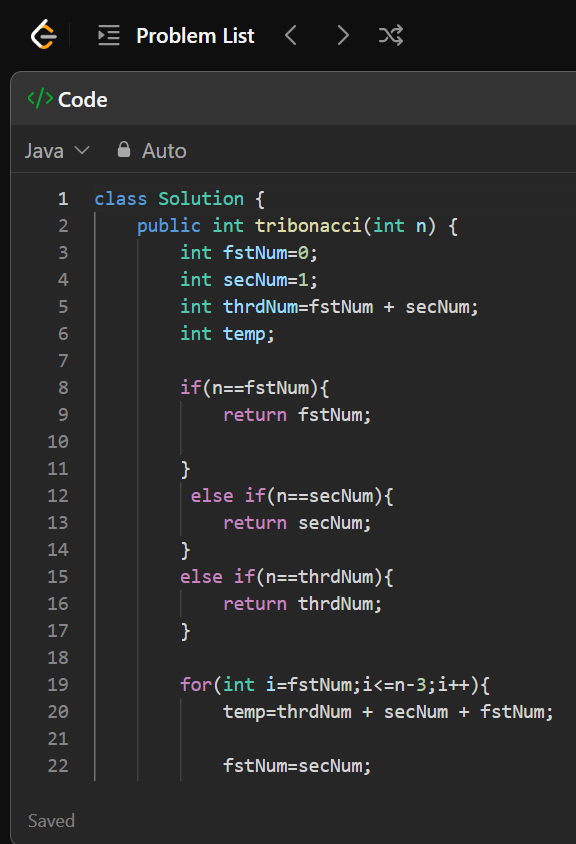 Problem List
</> Code
Java Auto
1 class Solution {
2 public int tribonacci(int n) {
3 int fstNum=0;
4 int secNum=1;
5 int thrdNum=fstNum + secNum;
6 int temp;
7
8 if(n==fstNum){
9 return fstNum;
10
11 }
12 else if(n==secNum){
13 return secNum;
14 }
15 else if(n==thrdNum){
16 return thrdNum;
17 }
18
19 for(int i=fstNum;i<=n-3;i++){
20 temp=thrdNum + secNum + fstNum;
21
22 fstNum=secNum;
Saved